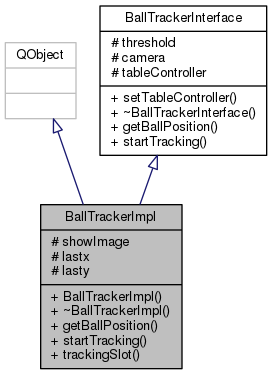 BallTrackerInterface
# threshold
# camera
# tableController
+ setTableController()
+ ~BallTrackerInterface()
+ getBallPosition()
+ startTracking()
QObject
BallTrackerImpl
# showImage
# lastx
# lasty
+ BallTrackerImpl()
+ ~BallTrackerImpl()
+ getBallPosition()
+ startTracking()
+ trackingSlot()